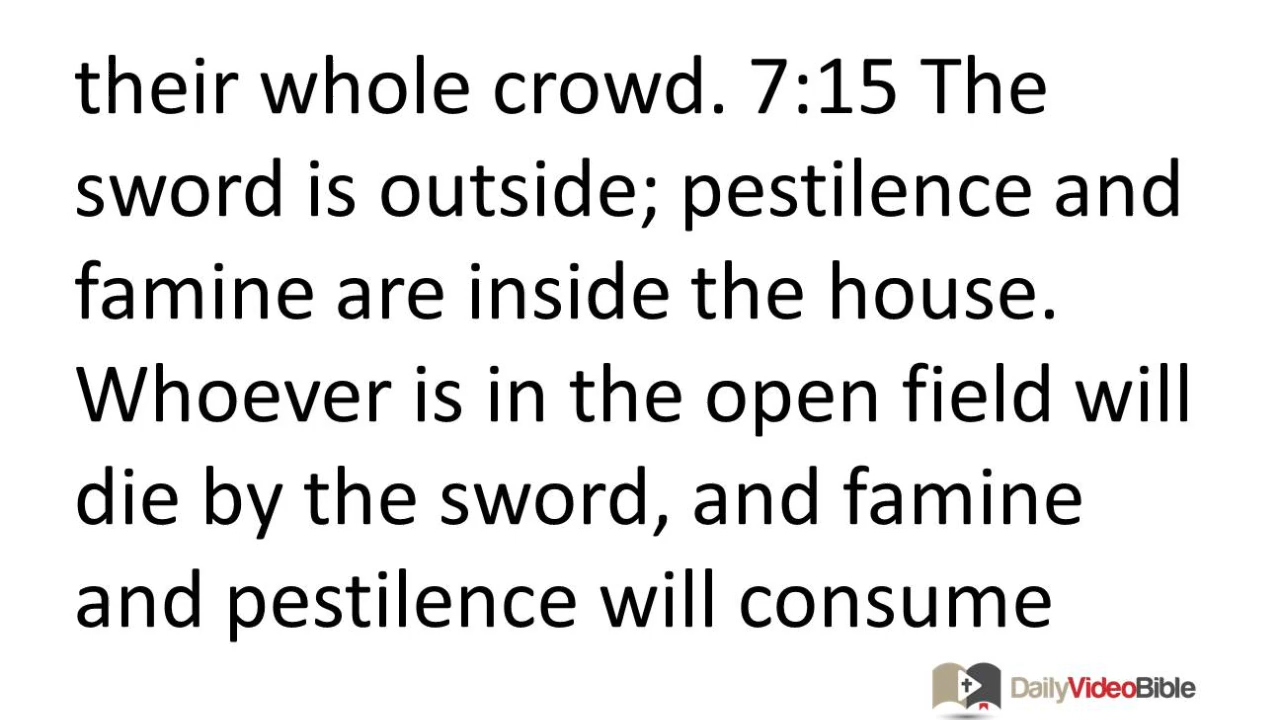 their whole crowd. 7:15 The
sword is outside; pestilence and
famine are inside the house.
Whoever is in the open field will
die by the sword, and famine
and pestilence will consume
DailyVideoBible